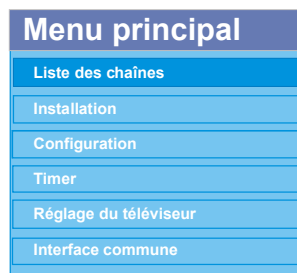 Menu principal
Liste des chaînes
Installation
Configuration
Timer
Réglage du téléviseur
Interface commune